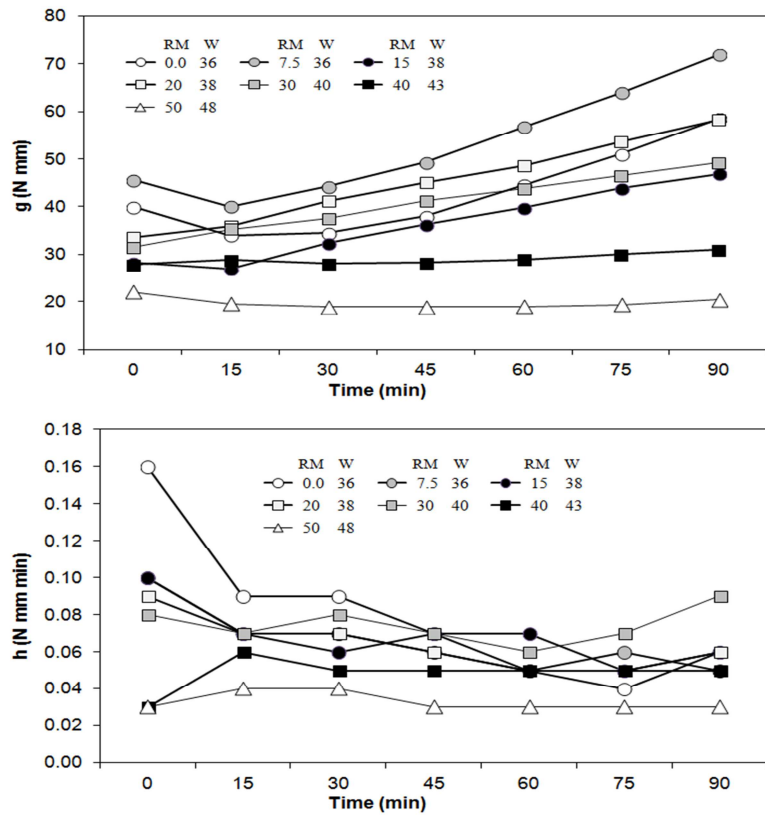 80
70
60
50
40
30
20
10
g (N mm)
RM W RM W RM W
0.0 36 7.5 36 15 38
20 38 30 40 40 43
50 48
0 15 30 45 60 75 90
Time (min)
0.18
0.16
0.14
0.12
0.10
0.08
0.06
0.04
0.02
0.00
h (N mm min)
RM W RM W RM W
0.0 36 7.5 36 15 38
20 38 30 40 40 43
50 48
0 15 30 45 60 75 90
Time (min)